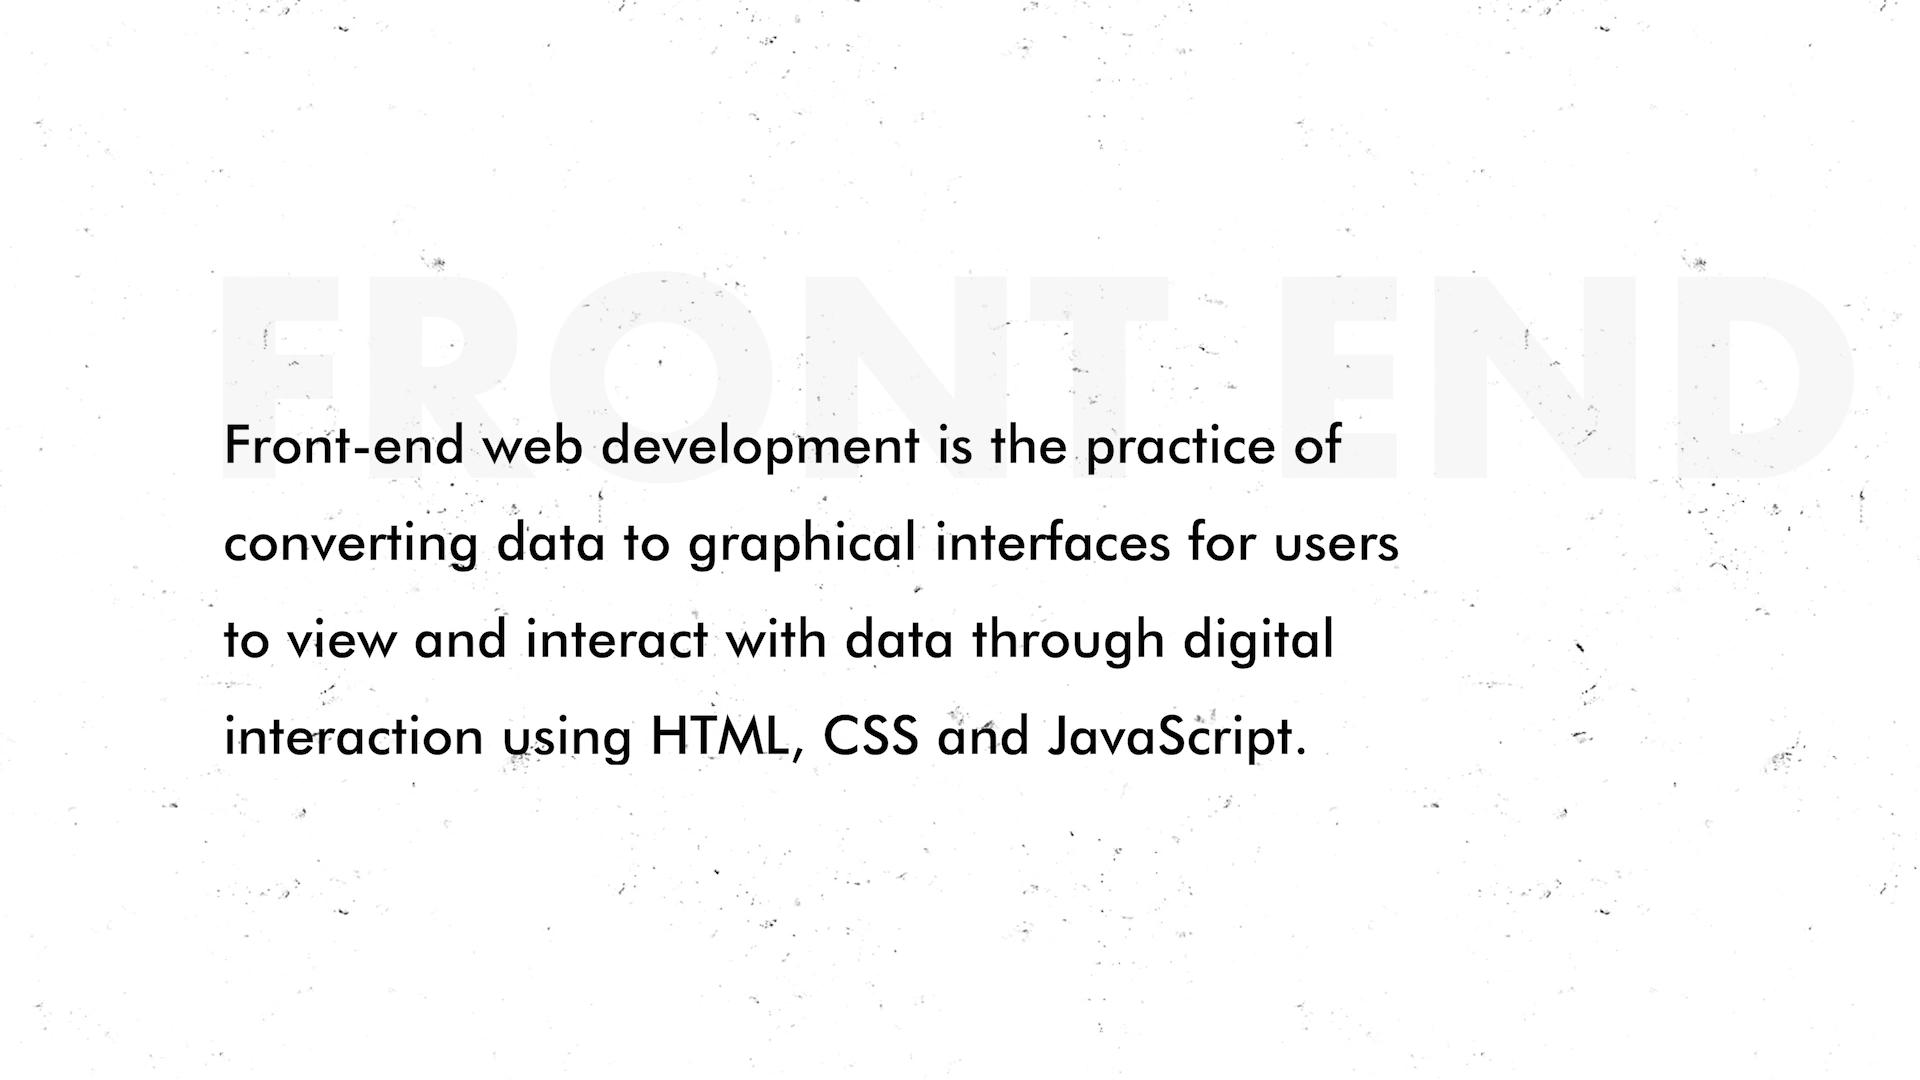 FRONT END
Front-end web development is the practice of
converting data to graphical interfaces for users
to view and interact with data through digital
interaction using HTML, CSS and JavaScript.